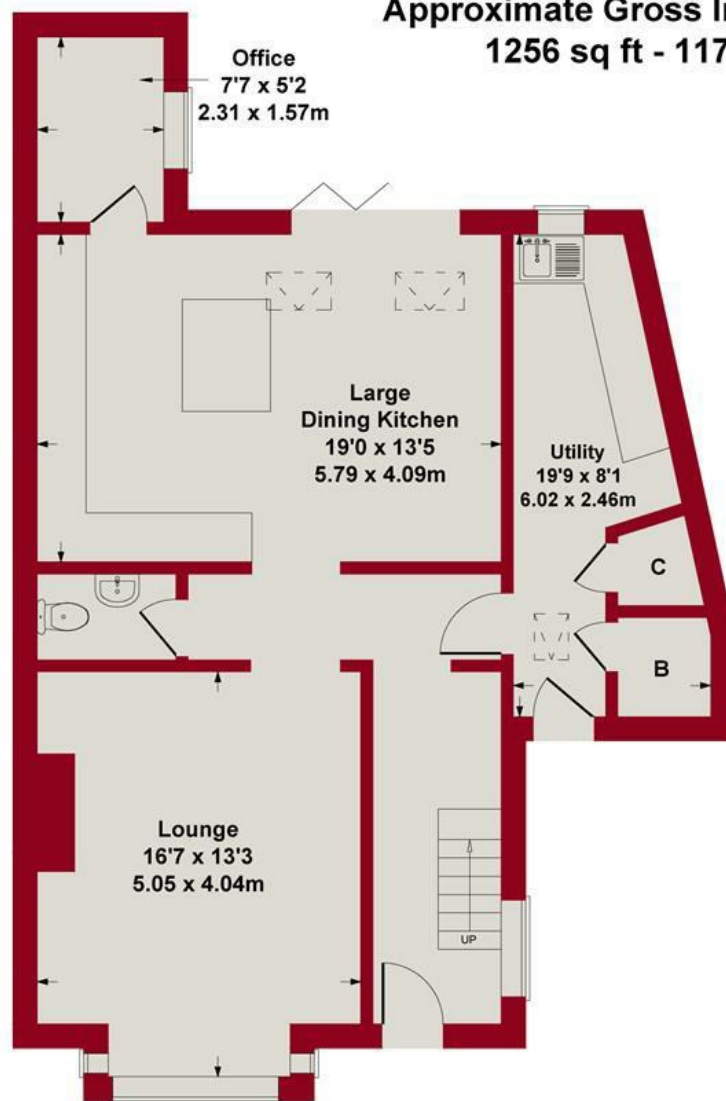 Approximate Gross
1256 sq ft - 117
Office
7'7 x 5'2
2.31 x 1.57m
Large
Dining Kitchen
19'0 x 13'5
5.79 x 4.09m
Utility
19'9 x 8'1
6.02 x 2.46m
C
B
Lounge
16'7 x 13'3
5.05 x 4.04m
UP